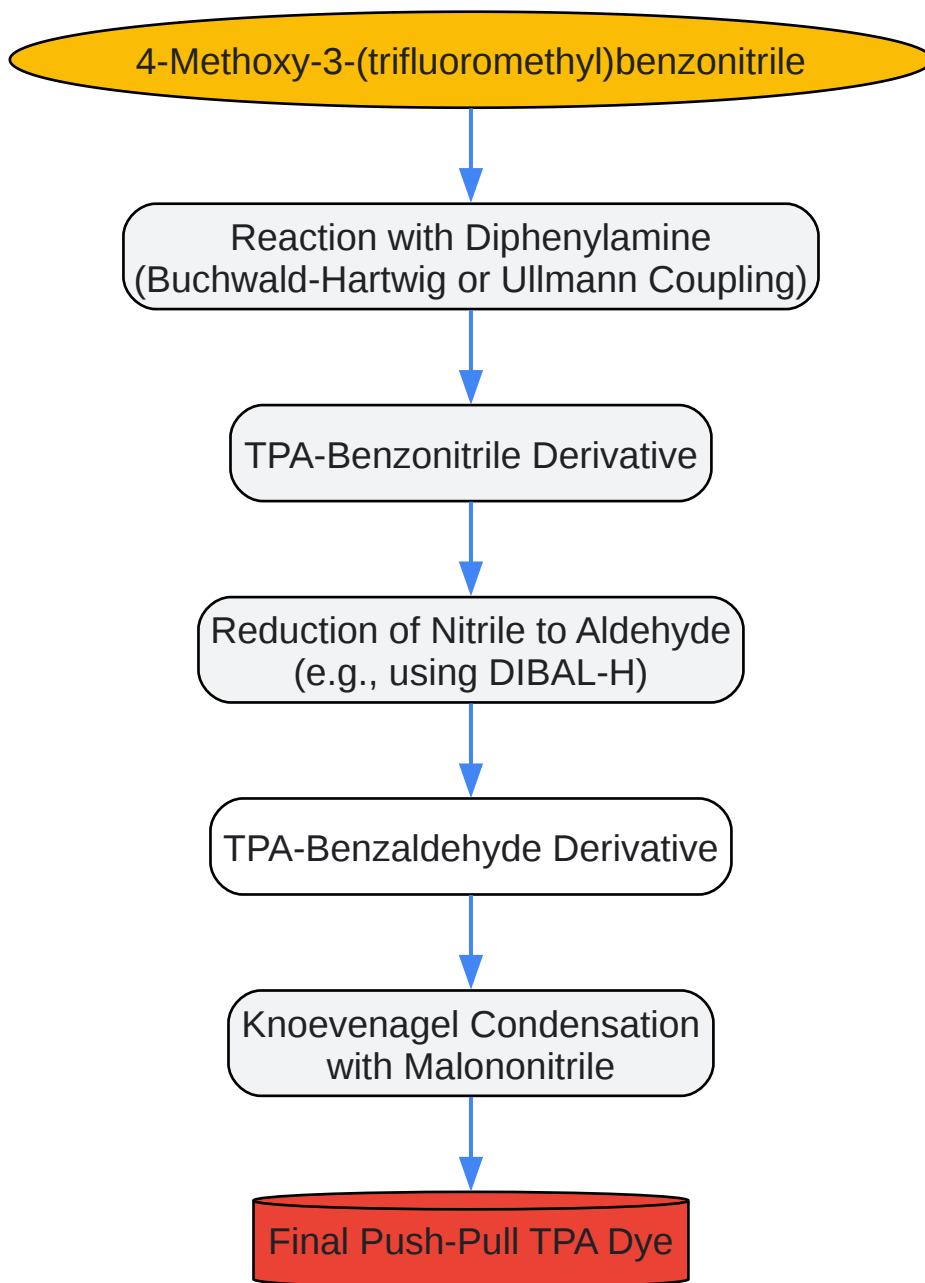 4-Methoxy-3-(trifluoromethyl)benzonitrile
Reaction with Diphenylamine
(Buchwald-Hartwig or Ullmann Coupling)
TPA-Benzonitrile Derivative
Reduction of Nitrile to Aldehyde
(e.g., using DIBAL-H)
TPA-Benzaldehyde Derivative
Knoevenagel Condensation
with Malononitrile
Final Push-Pull TPA Dye